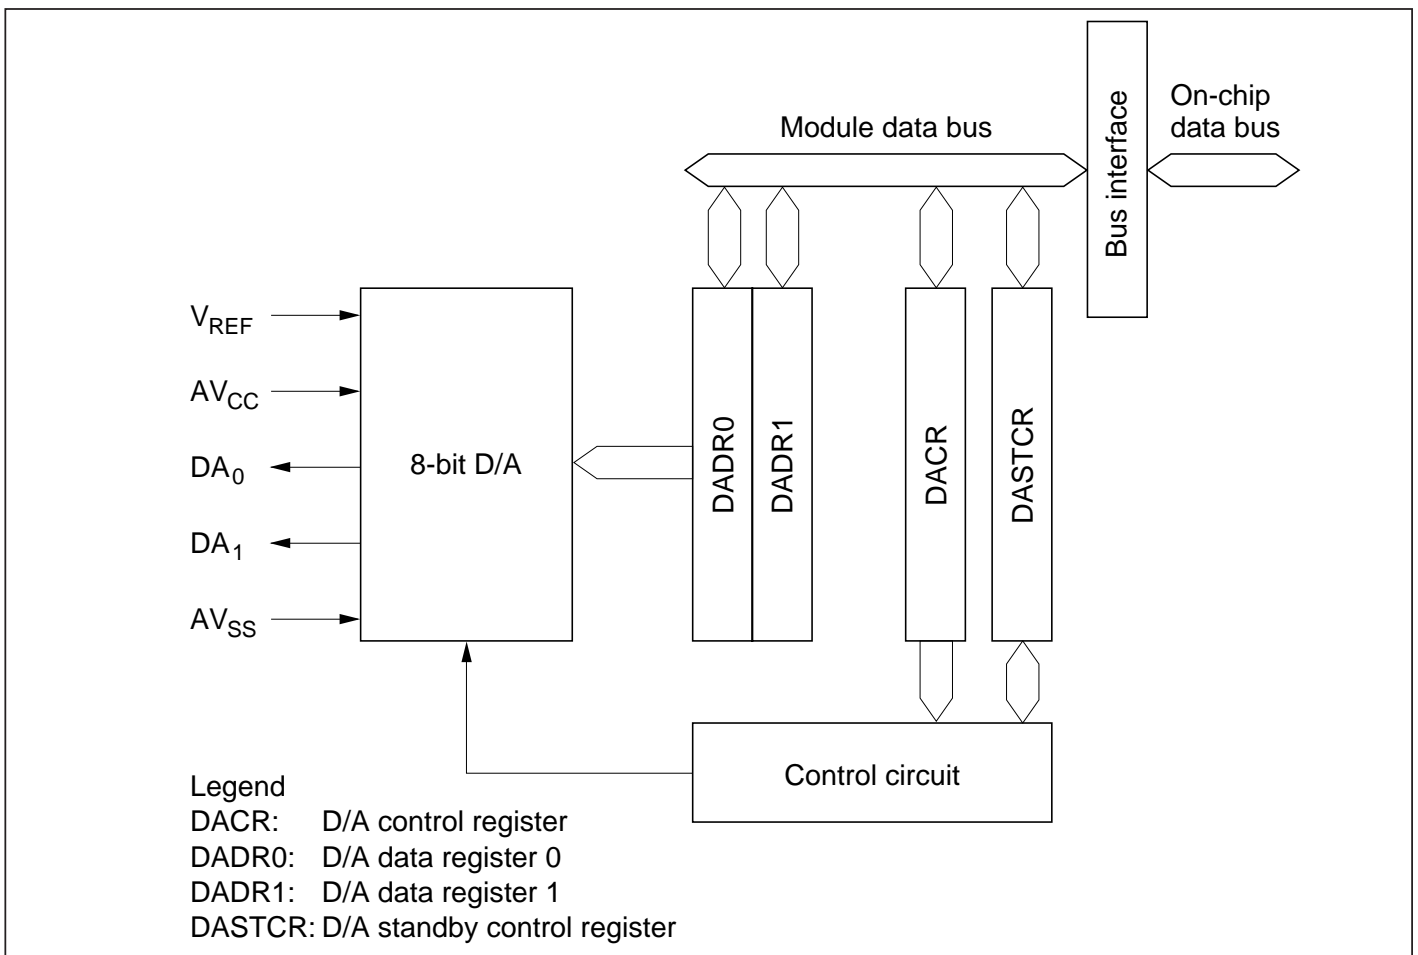 Module data bus
On-chip
data bus
Bus interface
VREF
AVCC
DA0
DA1
AVSS
8-bit D/A
DADR0
DADR1
DACR
DASTCR
Control circuit
Legend
DACR: D/A control register
DADR0: D/A data register 0
DADR1: D/A data register 1
DASTCR: D/A standby control register